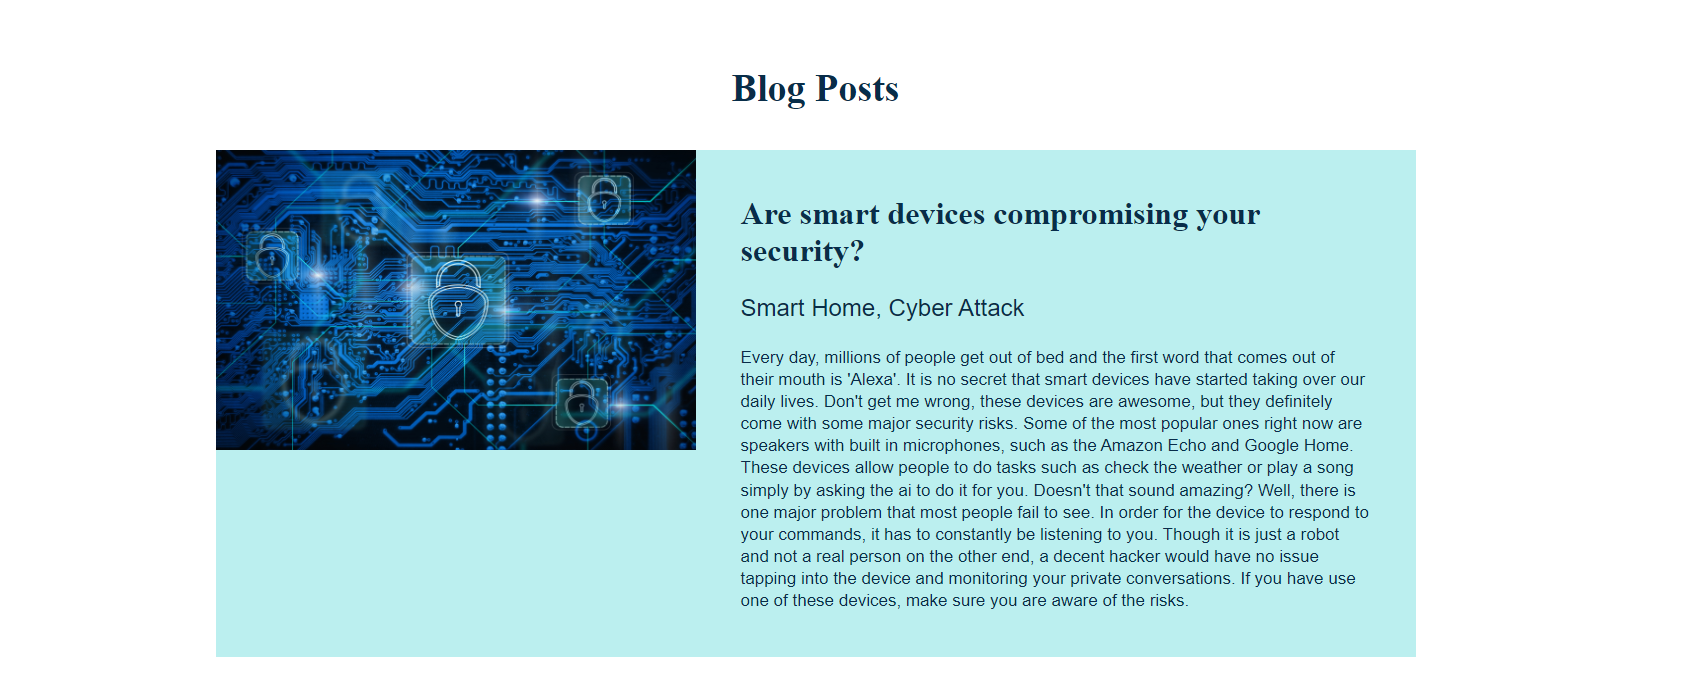 Blog Posts
Are smart devices compromising your
security?
Smart Home, Cyber Attack
Every day, millions of people get out of bed and the first word that comes out of
their mouth is 'Alexa'. It is no secret that smart devices have started taking over our
daily lives. Don't get me wrong, these devices are awesome, but they definitely
come with some major security risks. Some of the most popular ones right now are
speakers with built in microphones, such as the Amazon Echo and Google Home.
These devices allow people to do tasks such as check the weather or play a song
simply by asking the ai to do it for you. Doesn't that sound amazing? Well, there is
one major problem that most people fail to see. In order for the device to respond to
your commands, it has to constantly be listening to you. Though it is just a robot
and not a real person on the other end, a decent hacker would have no issue
tapping into the device and monitoring your private conversations. If you have use
one of these devices, make sure you are aware of the risks.